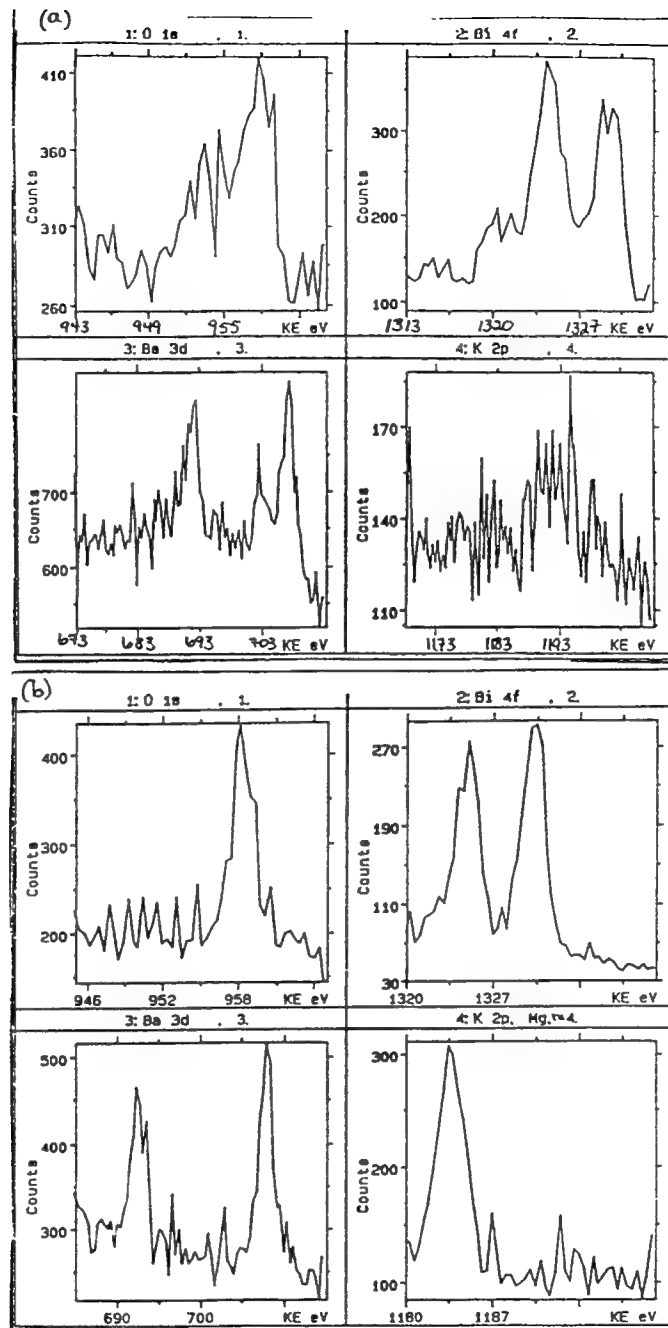 (a)
1: O 1s , 1.
2: Bi 4f , 2.
410
360
310
260
Counts
943 949 955 KE eV
300
200
100
Counts
1313 1320 1327 KE eV
3: Ba 3d , 3.
4: K 2p , 4.
700
600
Counts
673 683 693 703 KE eV
170
140
110
Counts
1173 1183 1193 KE eV
(b)
1: O 1s , 1.
2: Bi 4f , 2.
400
300
200
Counts
946 952 958 KE eV
270
190
110
30
Counts
1320 1327 KE eV
3: Ba 3d , 3.
4: K 2p,
500
400
300
Counts
690 700 KE eV
300
200
100
Counts
1180 1187 KE eV